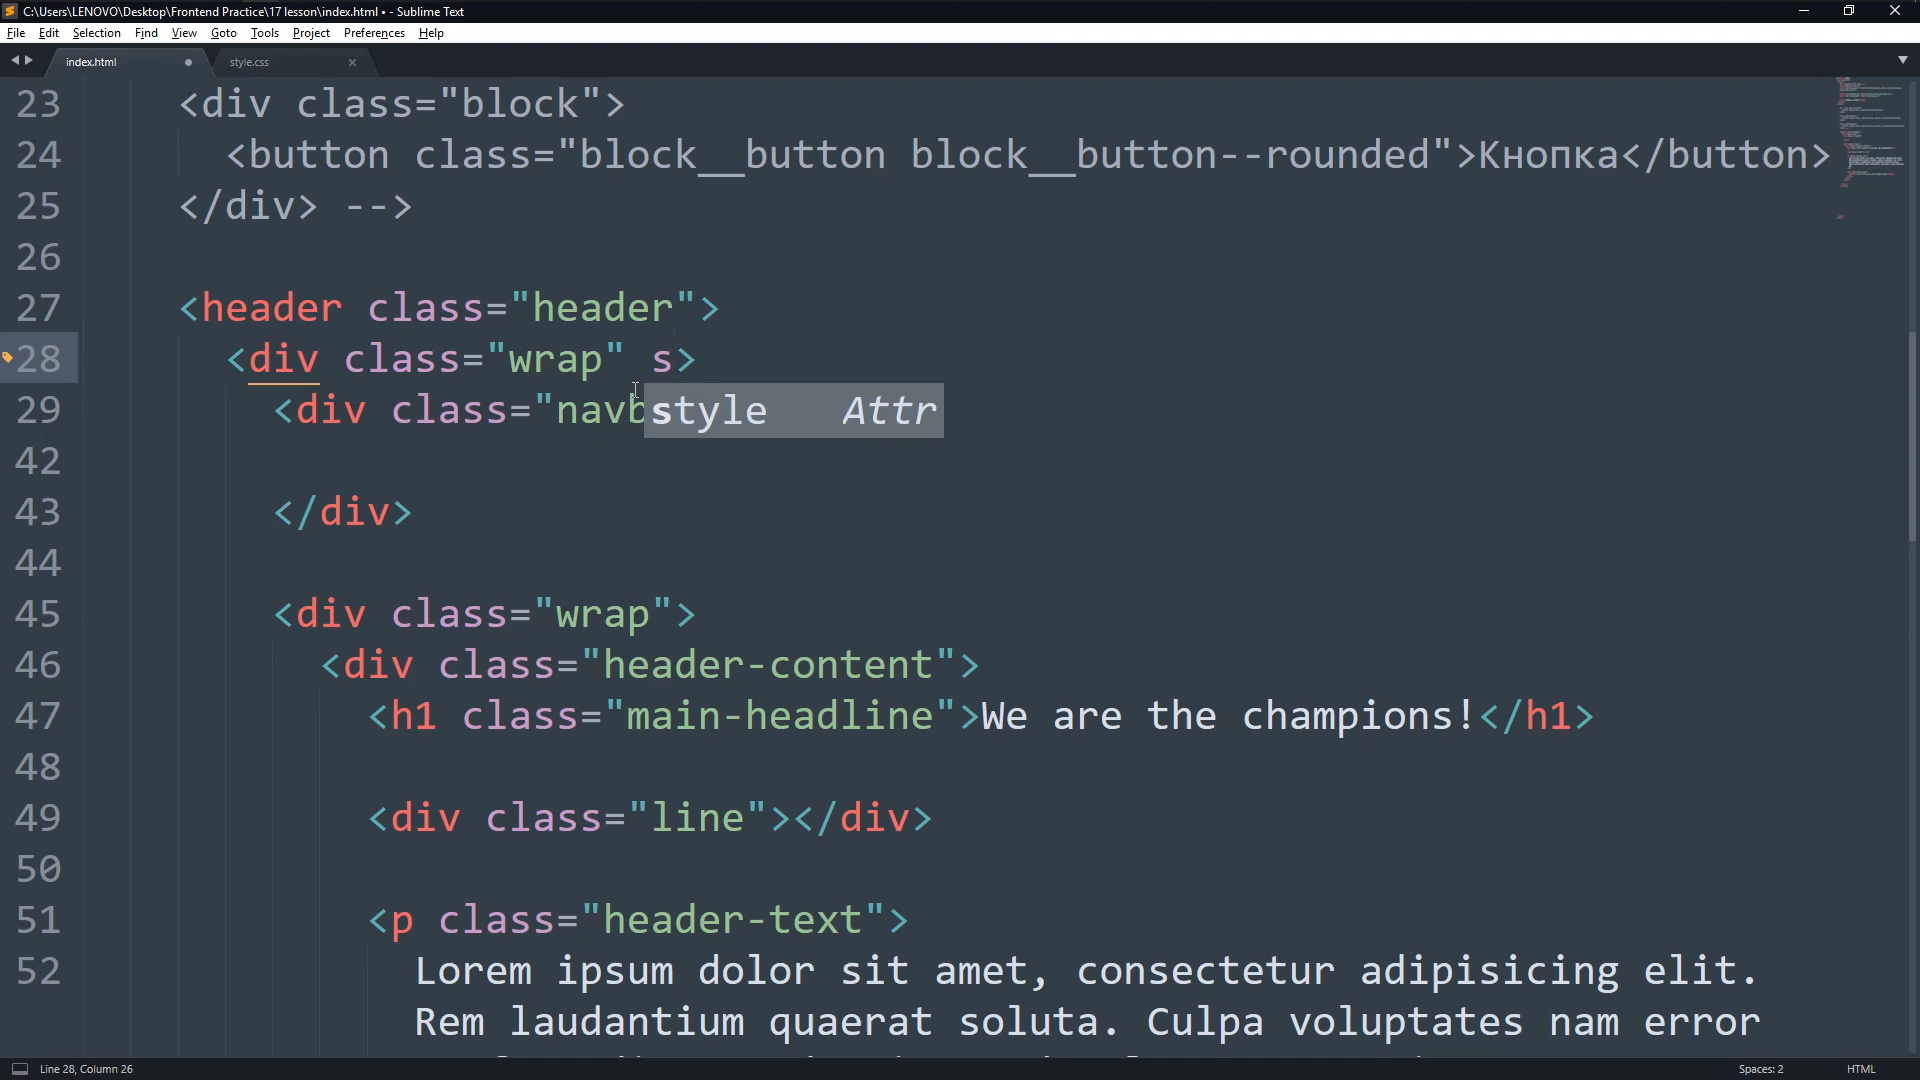 C:\Users\LENOVO\Desktop\Frontend Practice\17 lesson\index.html • - Sublime Text
File Edit Selection Find View Goto Tools Project Preferences Help
index.html style.css
23 <div class="block">
24 <button class="block__button block__button--rounded">Кнопка</button>
25 </div> -->
26
27 <header class="header">
28 <div class="wrap" s>
29 <div class="navb
style Attr
42
43 </div>
44
45 <div class="wrap">
46 <div class="header-content">
47 <h1 class="main-headline">We are the champions!</h1>
48
49 <div class="line"></div>
50
51 <p class="header-text">
52 Lorem ipsum dolor sit amet, consectetur adipisicing elit.
Rem laudantium quaerat soluta. Culpa voluptates nam error
Line 28, Column 26 Spaces: 2 HTML